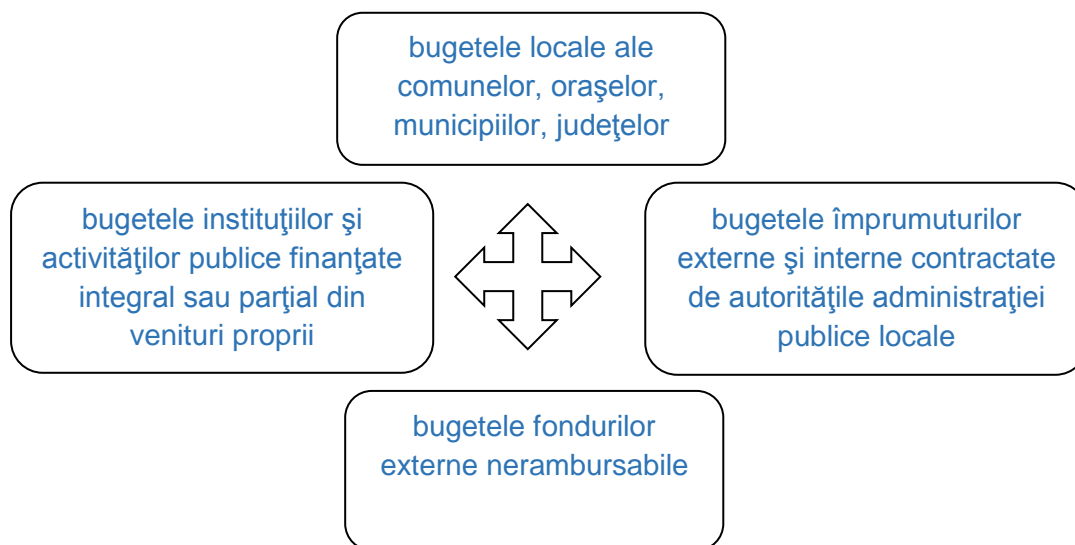 bugetele locale ale
comunelor, oraşelor,
municipiilor, judeţelor
bugetele instituţiilor şi
activităţilor publice finanţate
integral sau parţial din
venituri proprii
bugetele împrumuturilor
externe şi interne contractate
de autorităţile administraţiei
publice locale
bugetele fondurilor
externe nerambursabile